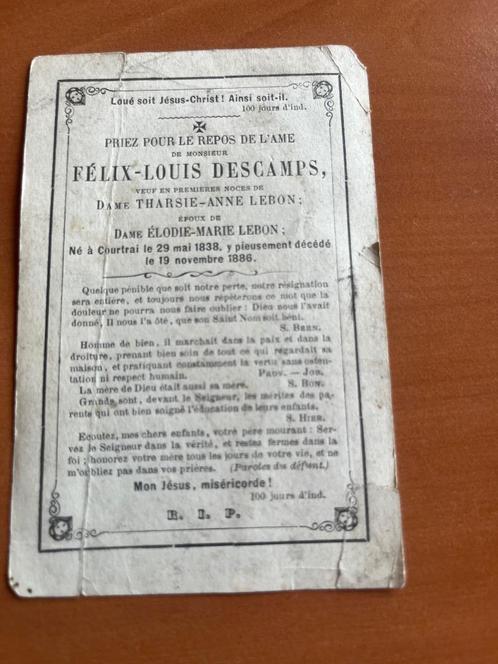 Loué soit Jésus-Christ! Ainsi soit-il.
100 jours d'ind.
PRIEZ POUR LE REPOS DE L'AME
DE MONSIEUR
FÉLIX-LOUIS DESCAMPS,
VEUF EN PREMIERES NOCES DE
DAME THARSIE-ANNE LEBON;
ÉPOUX DE
DAME ÉLODIE-MARIE LEBON;
Né à Courtrai le 29 mai 1838, y pieusement décédé
le 19 novembre 1886.
Quelque pénible que soit notre perte, notre résignation
sera entière, et toujours nous répéterons ce mot que la
douleur ne pourra nous faire oublier: Dieu nous l'avait
donné, Il nous l'a ôté, que son Saint Nom soit béni.
S. BERN.
Homme de bien, il marchait dans la paix et dans la
droiture, prenant bien soin de tout ce qui regardait sa
maison, et pratiquant constamment la vertu sans osten-
tation ni respect humain. PROV. — JOB.
La mère de Dieu était aussi sa mère. S. BON.
Grands sont, devant le Seigneur, les mérites des pa-
rents qui ont bien soigné l'éducation de leurs enfants.
S. HIER.
Ecoutez, mes chers enfants, votre père mourant: Ser-
vez le Seigneur dans la vérité, et restez fermes dans la
foi; honorez votre mère tous les jours de votre vie, et ne
m'oubliez pas dans vos prières. (Paroles du défunt.)
Mon Jésus, miséricorde!
100 jours d'ind.
R. I. P.